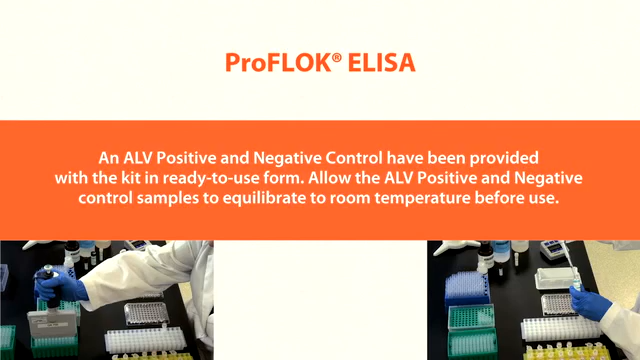 ProFLOK® ELISA
An ALV Positive and Negative Control have been provided
with the kit in ready-to-use form. Allow the ALV Positive and Negative
control samples to equilibrate to room temperature before use.